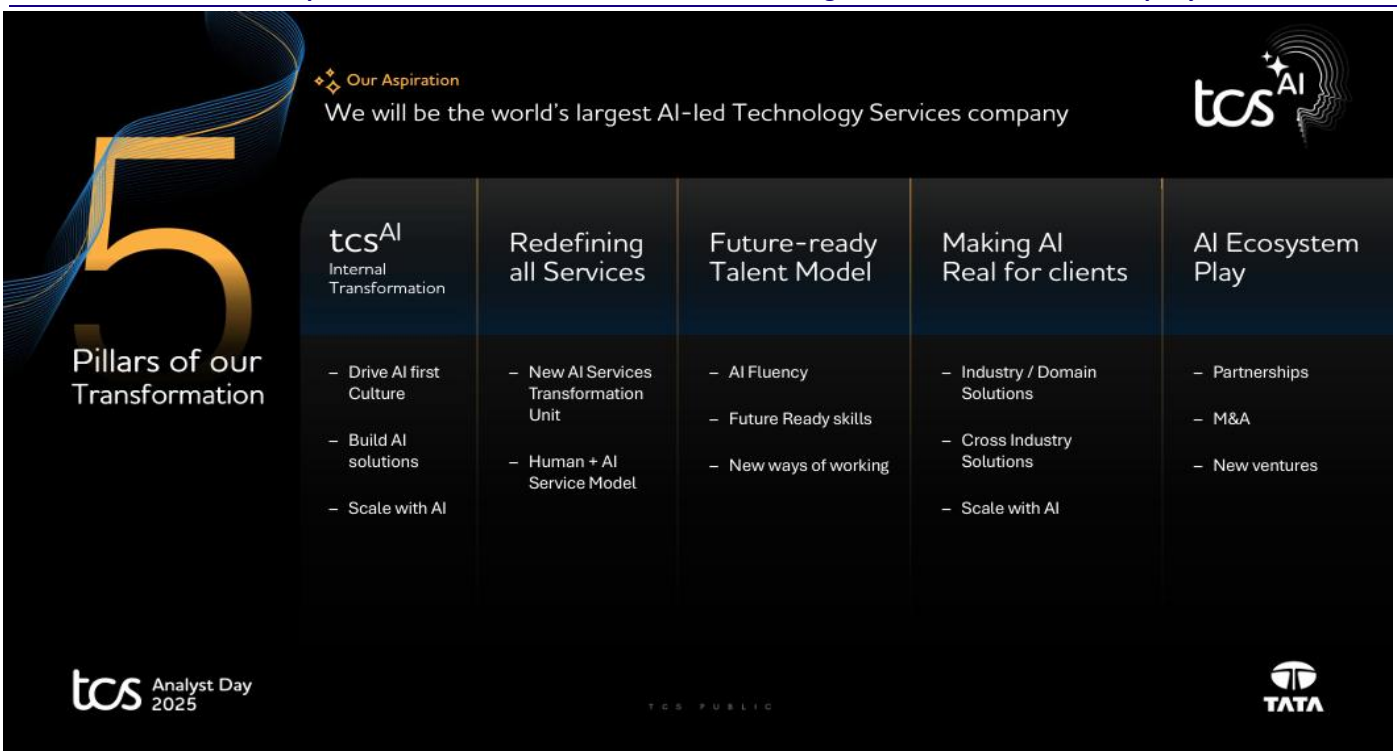 Our Aspiration
We will be the world's largest AI-led Technology Services company
tcs AI
5
Pillars of our
Transformation
tcs AI
Internal
Transformation
– Drive AI first
Culture
– Build AI
solutions
– Scale with AI
Redefining
all Services
– New AI Services
Transformation
Unit
– Human + AI
Service Model
Future-ready
Talent Model
– AI Fluency
– Future Ready skills
– New ways of working
Making AI
Real for clients
– Industry / Domain
Solutions
– Cross Industry
Solutions
– Scale with AI
AI Ecosystem
Play
– Partnerships
– M&A
– New ventures
tcs Analyst Day
2025
TCS PUBLIC
TATA